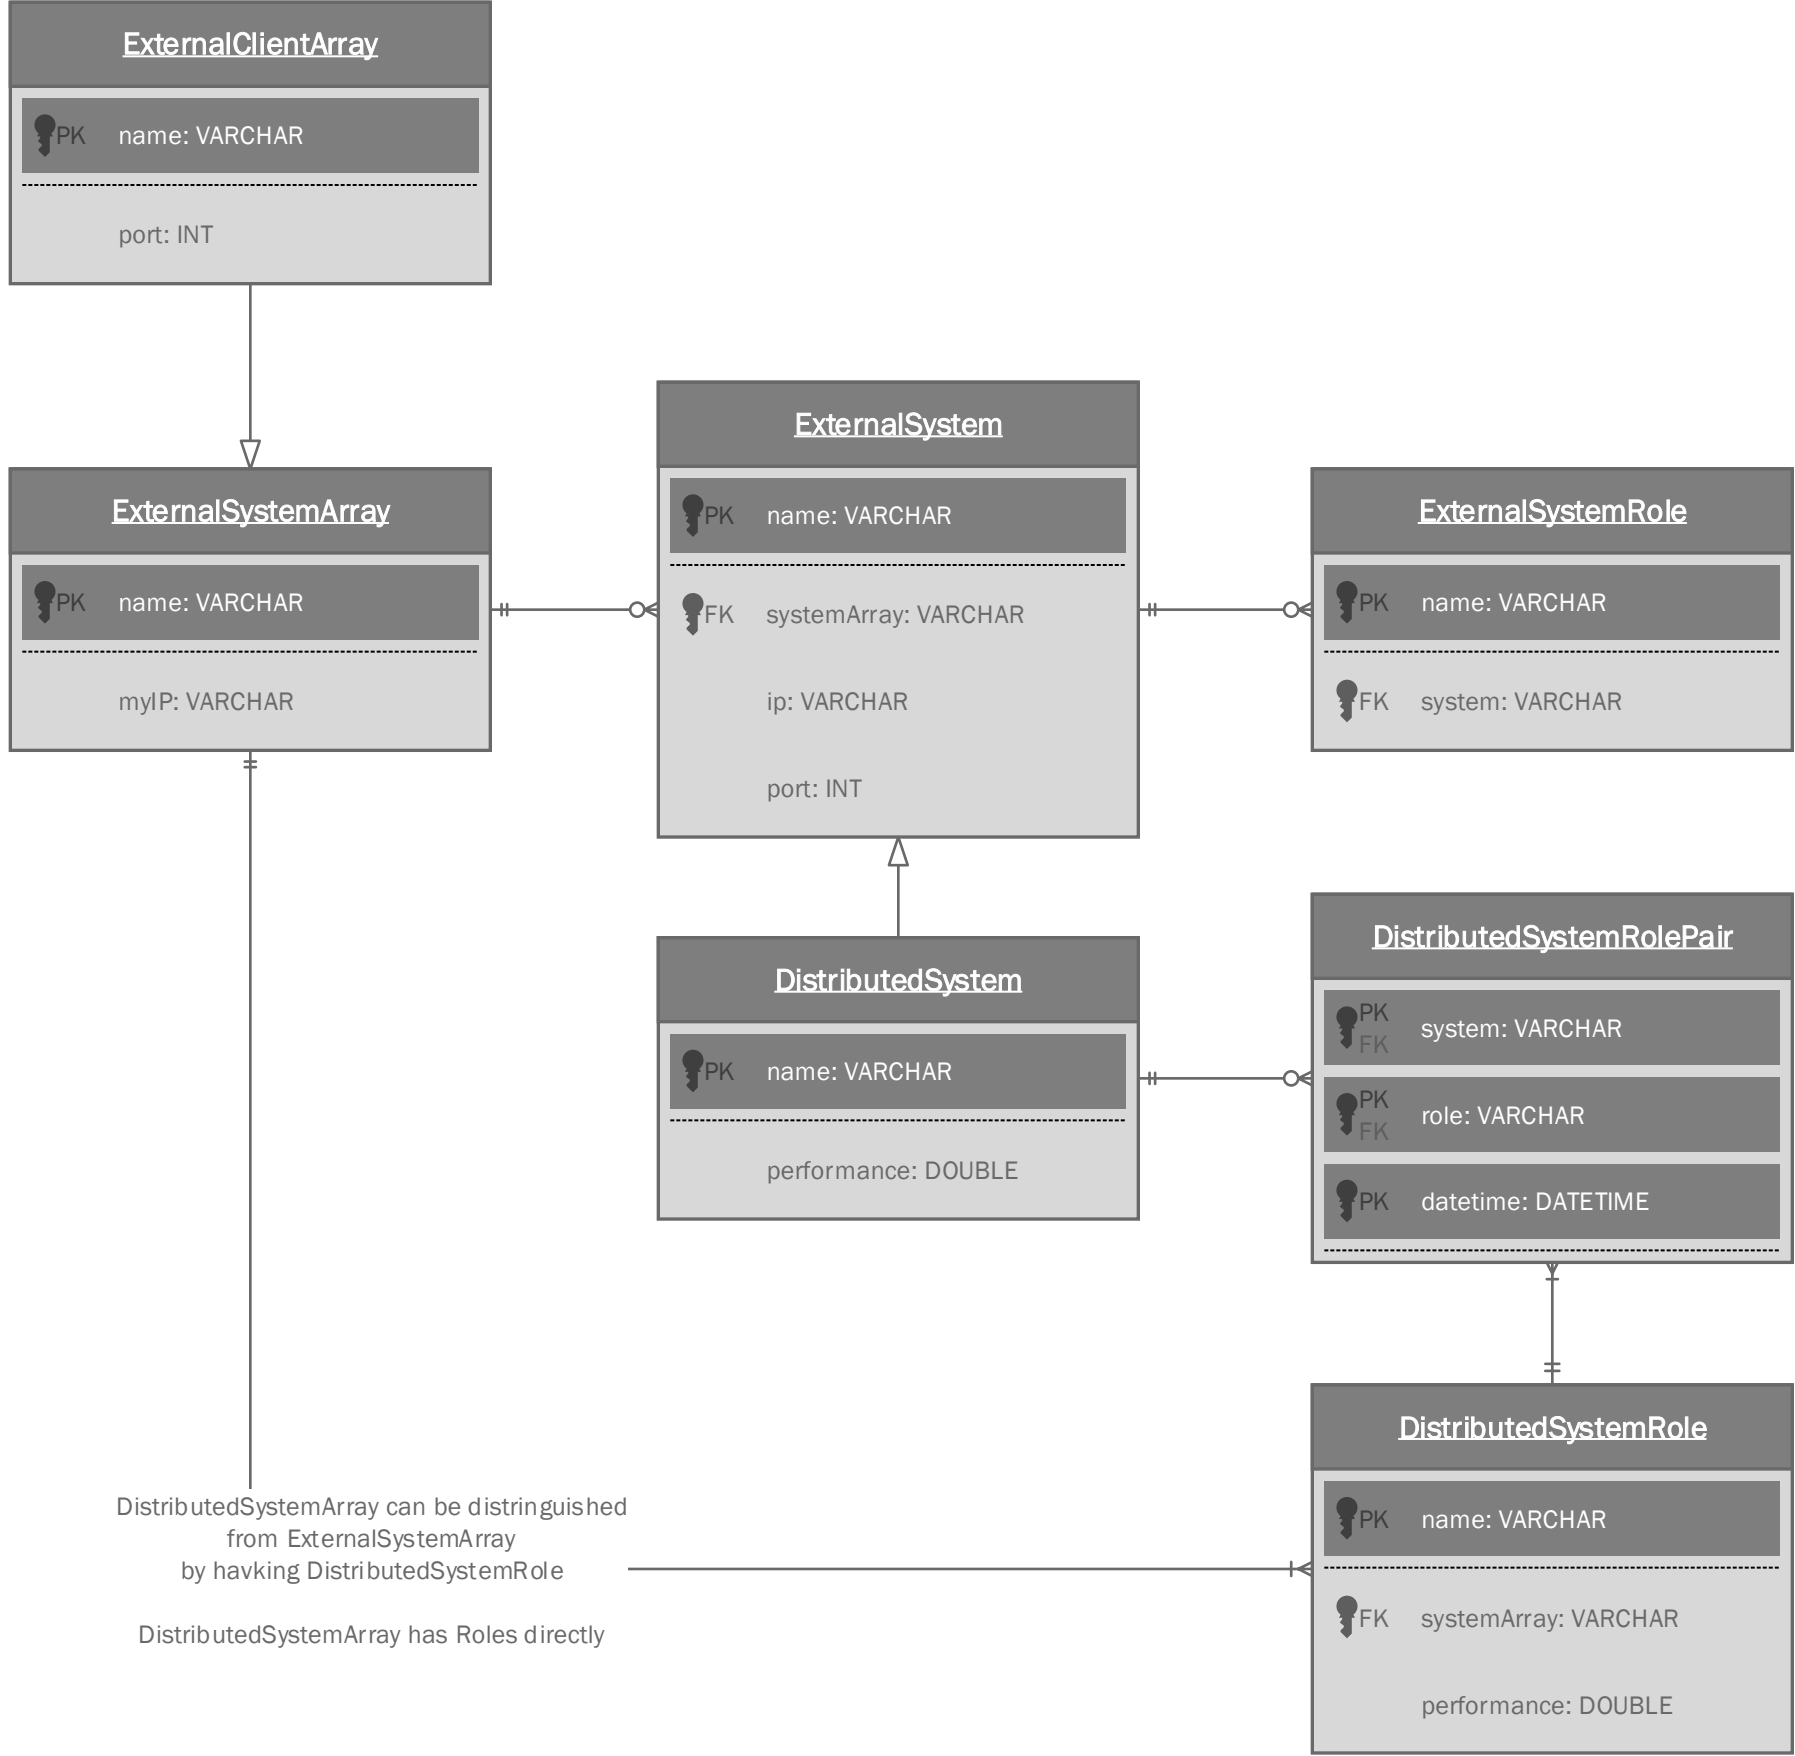 ExternalClientArray
PK name: VARCHAR
port: INT
ExternalSystemArray
PK name: VARCHAR
myIP: VARCHAR
ExternalSystem
PK name: VARCHAR
FK systemArray: VARCHAR
ip: VARCHAR
port: INT
ExternalSystemRole
PK name: VARCHAR
FK system: VARCHAR
DistributedSystem
PK name: VARCHAR
performance: DOUBLE
DistributedSystemRolePair
PK FK system: VARCHAR
PK FK role: VARCHAR
PK datetime: DATETIME
DistributedSystemRole
PK name: VARCHAR
FK systemArray: VARCHAR
performance: DOUBLE
DistributedSystemArray can be distringuished
from ExternalSystemArray
by havking DistributedSystemRole
DistributedSystemArray has Roles directly